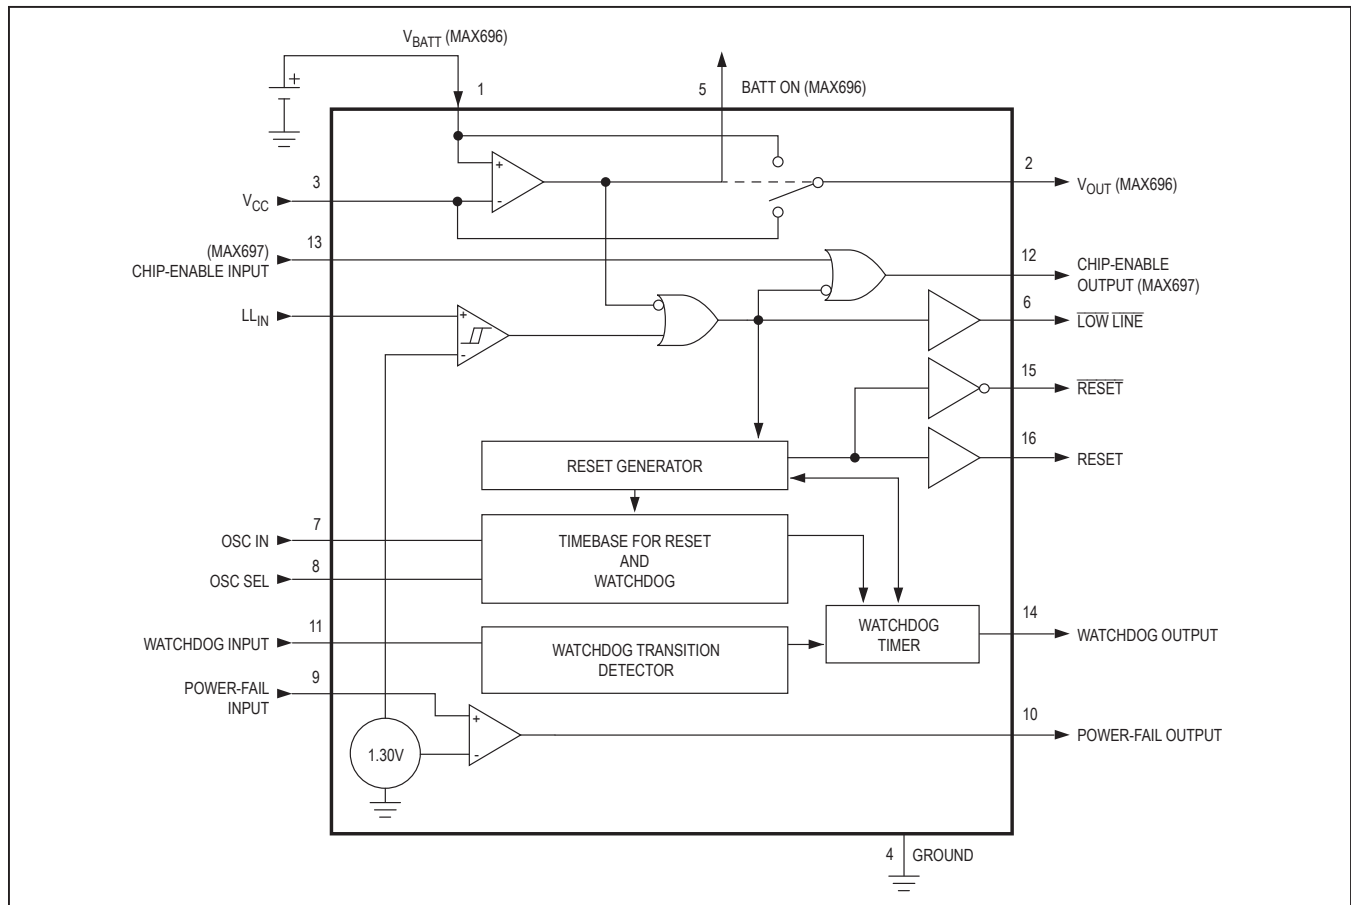 VBATT (MAX696)
+
1
5
BATT ON (MAX696)
3
VCC
+
-
2
VOUT (MAX696)
(MAX697)
CHIP-ENABLE INPUT
13
12
CHIP-ENABLE
OUTPUT (MAX697)
LLIN
+
-
6
LOW LINE
15
RESET
16
RESET
RESET GENERATOR
7
OSC IN
8
OSC SEL
TIMEBASE FOR RESET
AND
WATCHDOG
11
WATCHDOG INPUT
WATCHDOG TRANSITION
DETECTOR
WATCHDOG
TIMER
14
WATCHDOG OUTPUT
9
POWER-FAIL
INPUT
+
-
1.30V
10
POWER-FAIL OUTPUT
4
GROUND